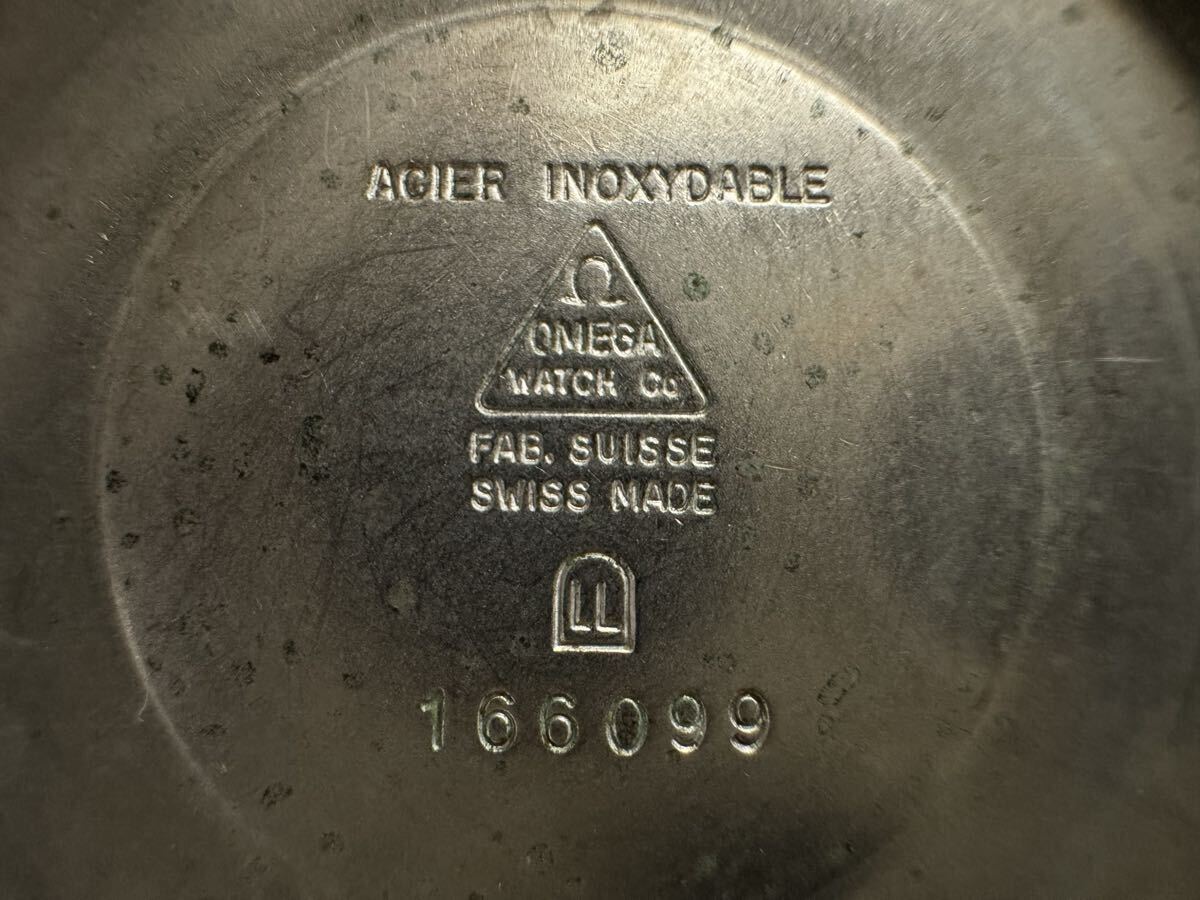 ACIER INOXYDABLE
Ω
OMEGA
WATCH Co
FAB. SUISSE
SWISS MADE
LL
166099